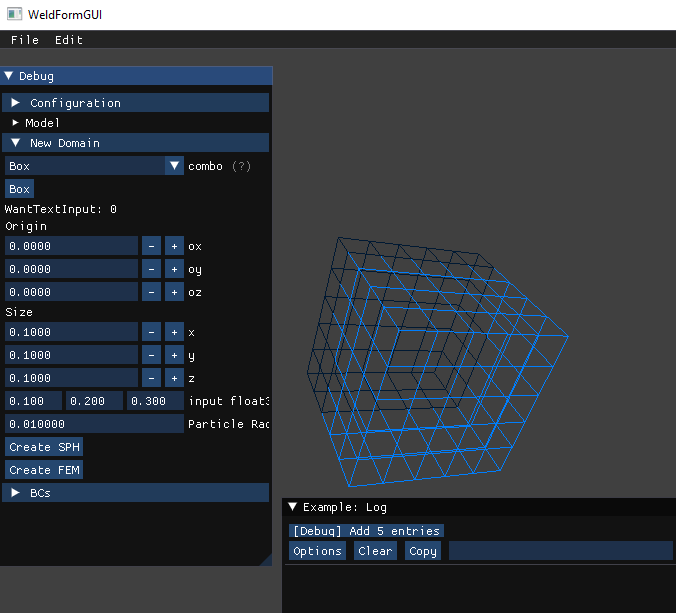 WeldFormGUI
File Edit
Debug
Configuration
Model
New Domain
Box combo (?)
Box
WantTextInput: 0
Origin
0.0000 - + ox
0.0000 - + oy
0.0000 - + oz
Size
0.1000 - + x
0.1000 - + y
0.1000 - + z
0.100 0.200 0.300 input float3
0.010000 Particle Rad
Create SPH
Create FEM
BCs
Example: Log
[Debug] Add 5 entries
Options Clear Copy